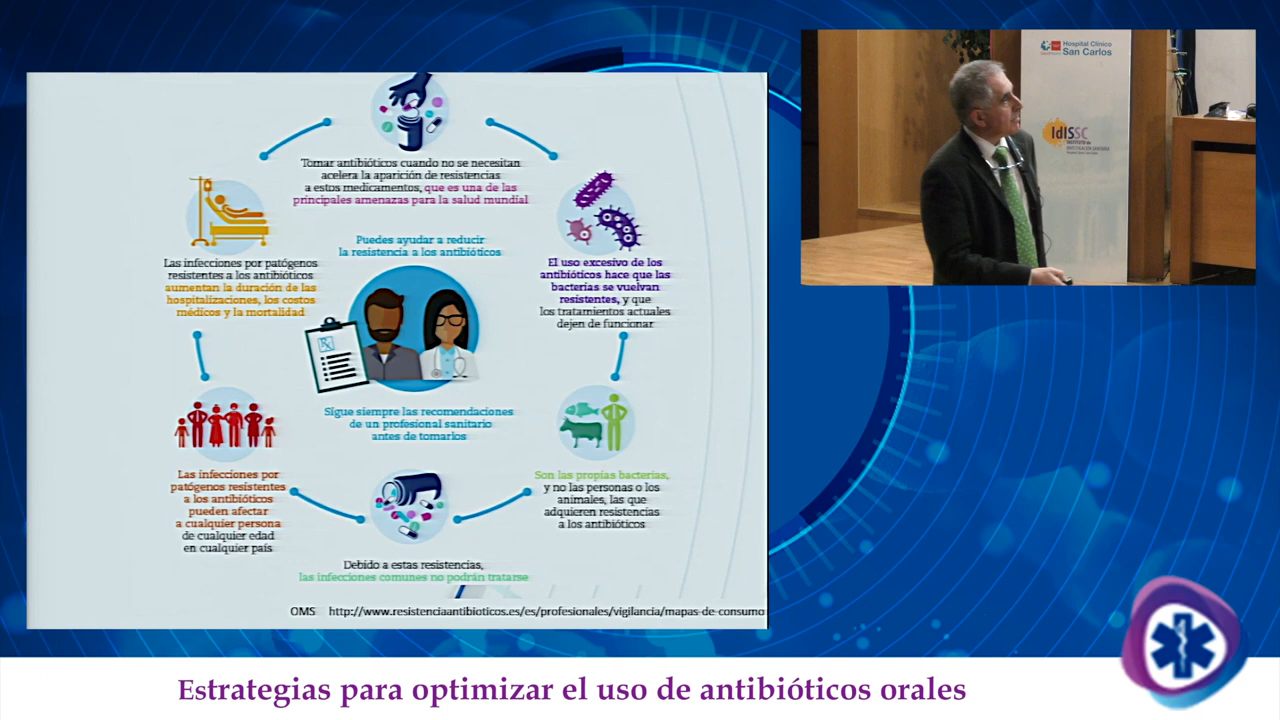 Tomar antibióticos cuando no se necesitan
acelera la aparición de resistencias
a estos medicamentos, que es una de las
principales amenazas para la salud mundial
Las infecciones por patógenos
resistentes a los antibióticos
aumentan la duración de las
hospitalizaciones, los costos
médicos y la mortalidad
Puedes ayudar a reducir
la resistencia a los antibióticos
El uso excesivo de los
antibióticos hace que las
bacterias se vuelvan
resistentes, y que
los tratamientos actuales
dejen de funcionar
Sigue siempre las recomendaciones
de un profesional sanitario
antes de tomarlos
Las infecciones por
patógenos resistentes
a los antibióticos
pueden afectar
a cualquier persona
de cualquier edad
en cualquier país
Son las propias bacterias,
y no las personas o los
animales, las que
adquieren resistencias
a los antibióticos
Debido a estas resistencias,
las infecciones comunes no podrán tratarse
OMS http://www.resistenciaantibioticos.es/es/profesionales/vigilancia/mapas-de-consumo
Hospital Clínico
San Carlos
IdISSC
Estrategias para optimizar el uso de antibióticos orales